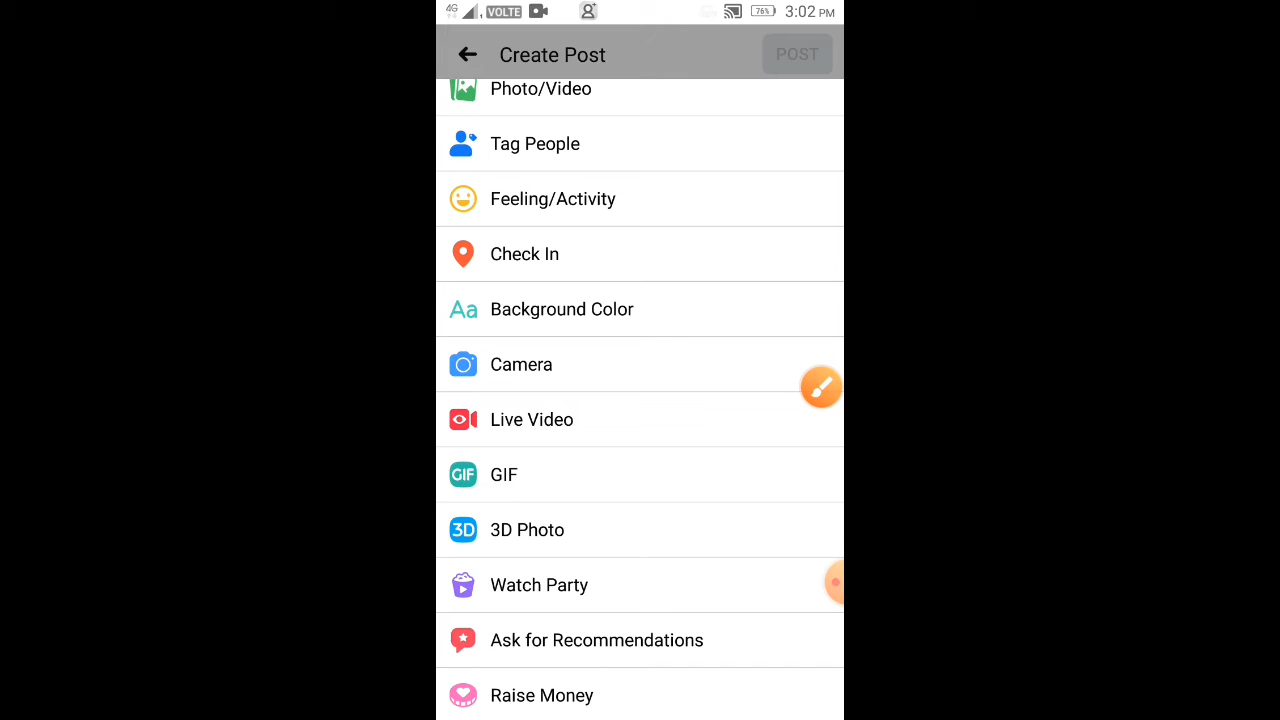 4G VOLTE 76% 3:02 PM
Create Post POST
Photo/Video
Tag People
Feeling/Activity
Check In
Aa Background Color
Camera
Live Video
GIF GIF
3D 3D Photo
Watch Party
Ask for Recommendations
Raise Money